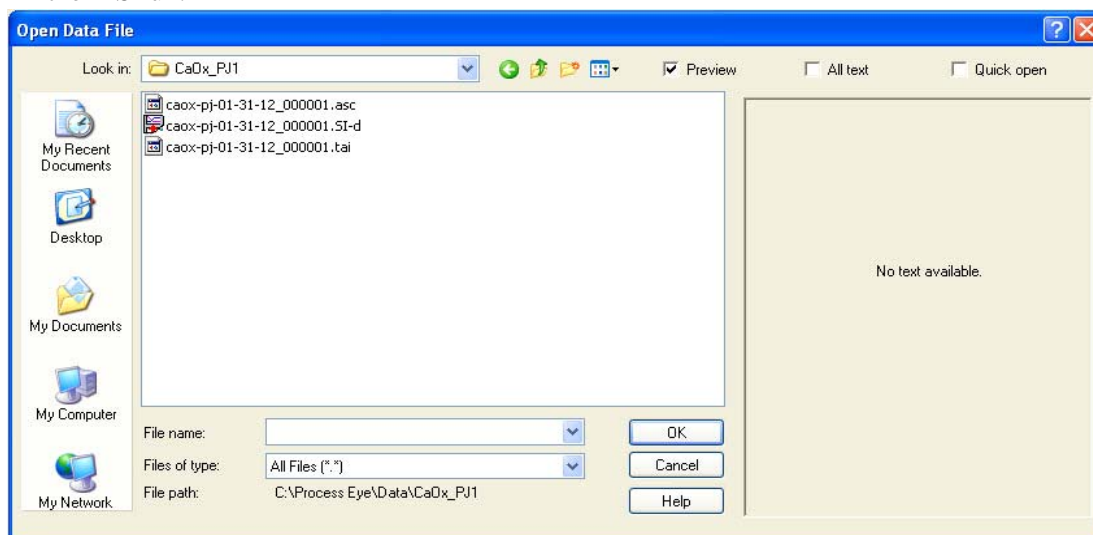 Open Data File
Look in: CaOx_PJ1
Preview All text Quick open
caox-pj-01-31-12_000001.asc
caox-pj-01-31-12_000001.SI-d
caox-pj-01-31-12_000001.tai
My Recent
Documents
Desktop
My Documents
My Computer
My Network
No text available.
File name:
OK
Files of type: All Files (*.*)
Cancel
File path: C:\Process Eye\Data\CaOx_PJ1
Help